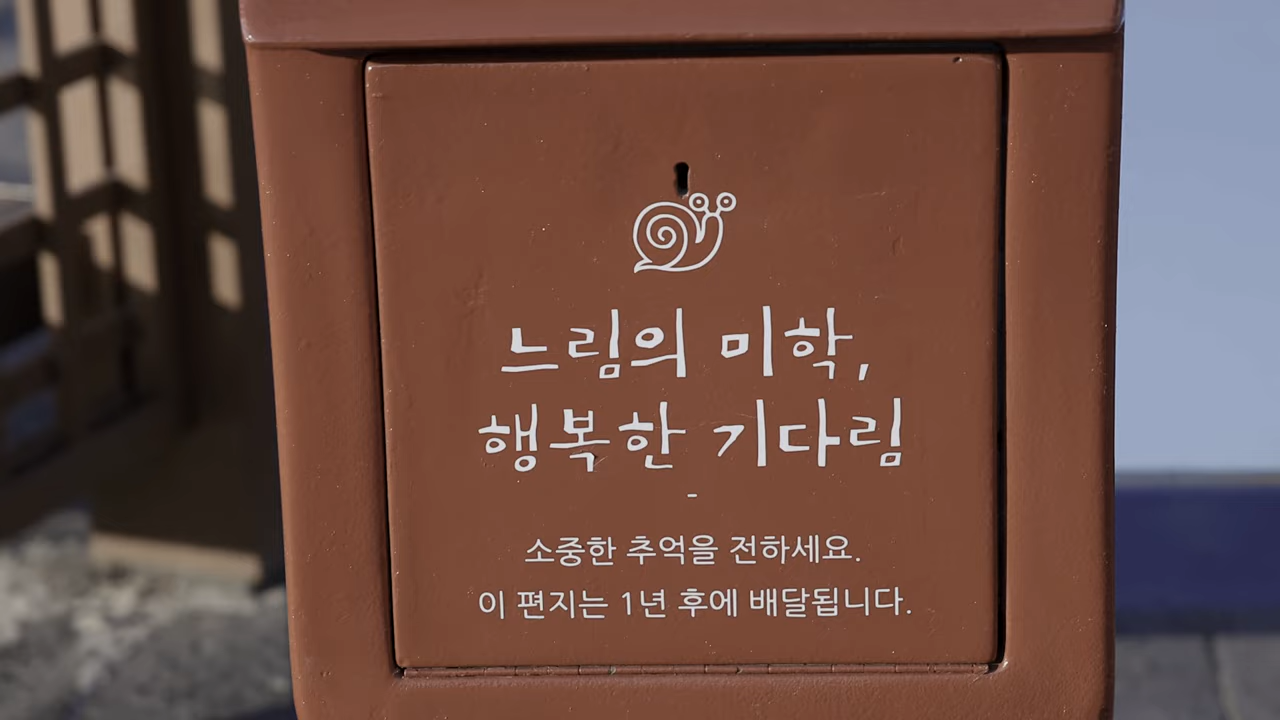 느림의 미학,
행복한 기다림
-
소중한 추억을 전하세요.
이 편지는 1년 후에 배달됩니다.